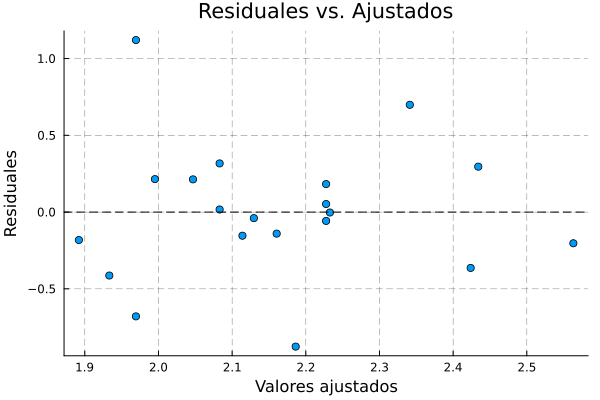 Residuales vs. Ajustados
Residuales
1.0
0.5
0.0
−0.5
1.9 2.0 2.1 2.2 2.3 2.4 2.5
Valores ajustados